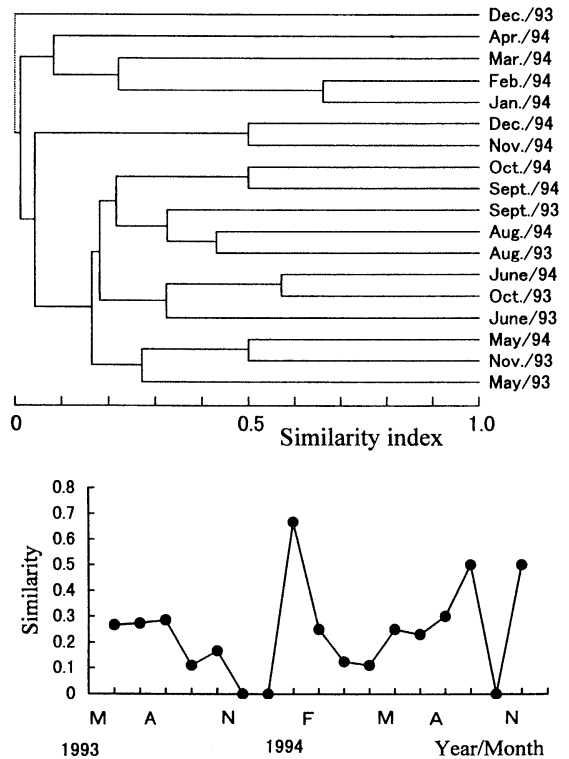 Dec./93
Apr./94
Mar./94
Feb./94
Jan./94
Dec./94
Nov./94
Oct./94
Sept./94
Sept./93
Aug./94
Aug./93
June/94
Oct./93
June/93
May/94
Nov./93
May/93
0 0.5 1.0
Similarity index
0.8
0.7
0.6
0.5
0.4
0.3
0.2
0.1
0
Similarity
M A N F M A N
1993 1994 Year/Month